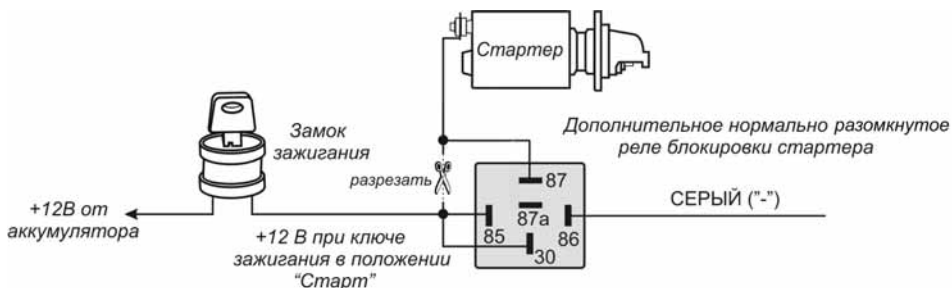 Стартер
Замок
зажигания
Дополнительное нормально разомкнутое
реле блокировки стартера
разрезать
87
87а
85
86
30
СЕРЫЙ ("-")
+12В от
аккумулятора
+12 В при ключе
зажигания в положении
“Старт”